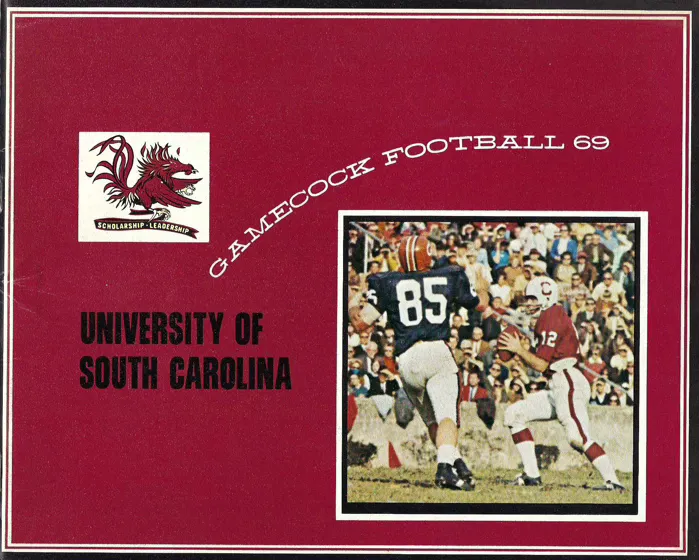 GAMECOCK FOOTBALL 69
SCHOLARSHIP · LEADERSHIP
UNIVERSITY OF
SOUTH CAROLINA
85
C
12